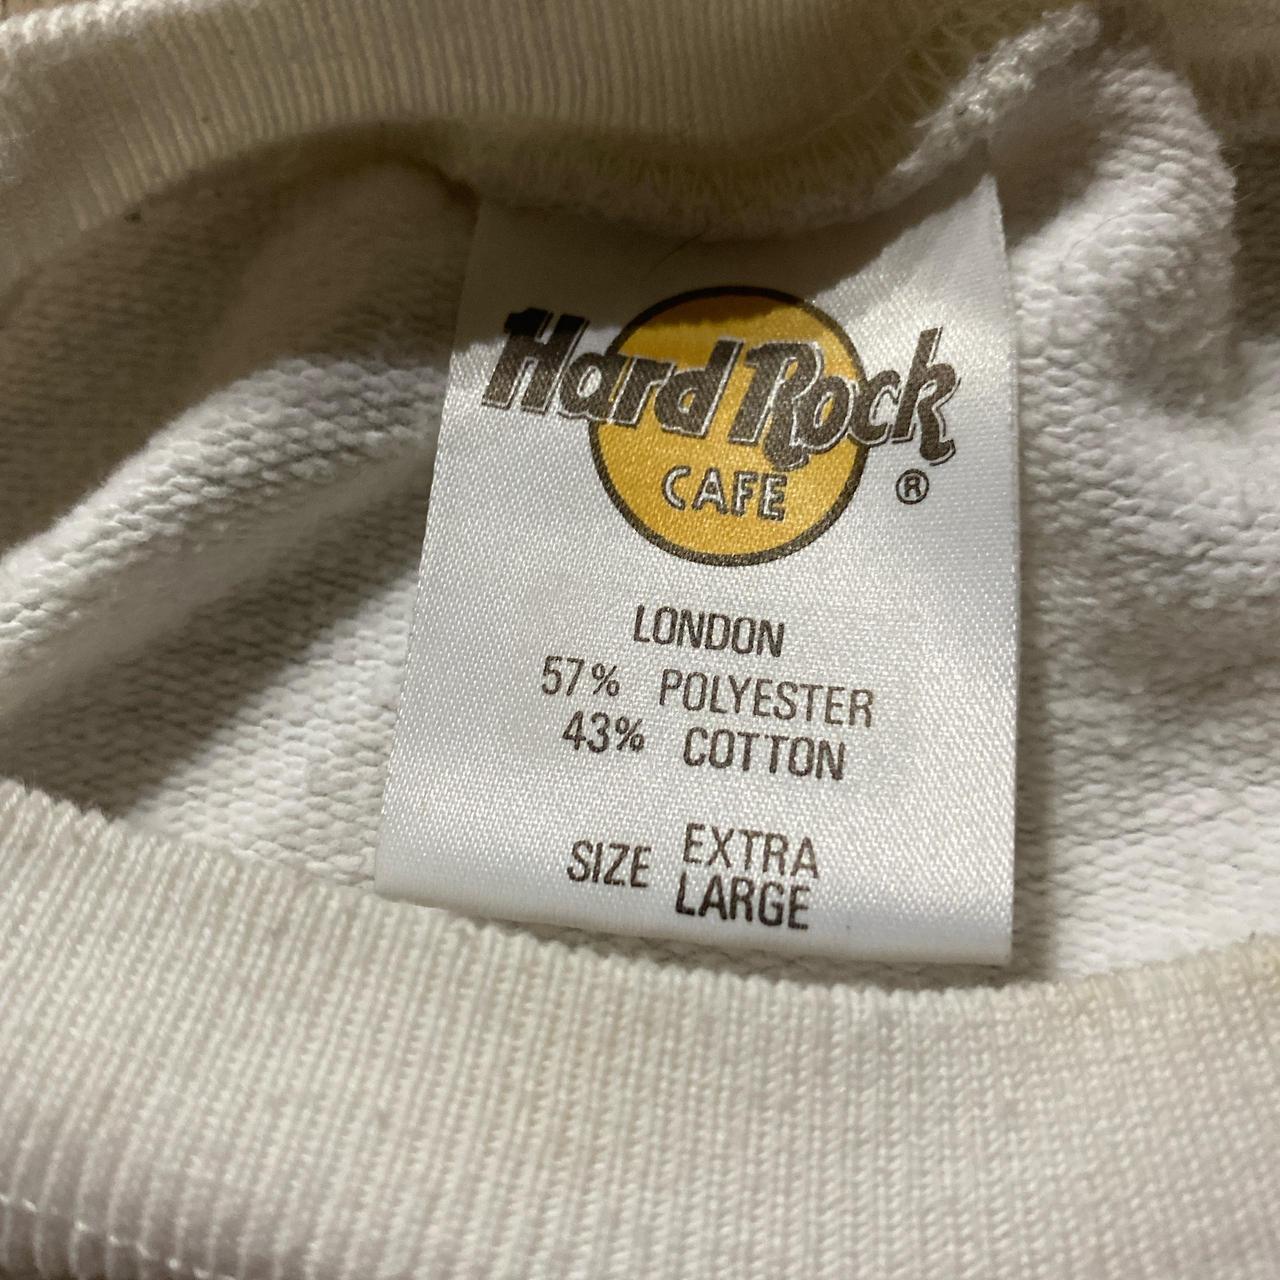 Hard Rock
CAFE
®
LONDON
57% POLYESTER
43% COTTON
SIZE EXTRA
LARGE